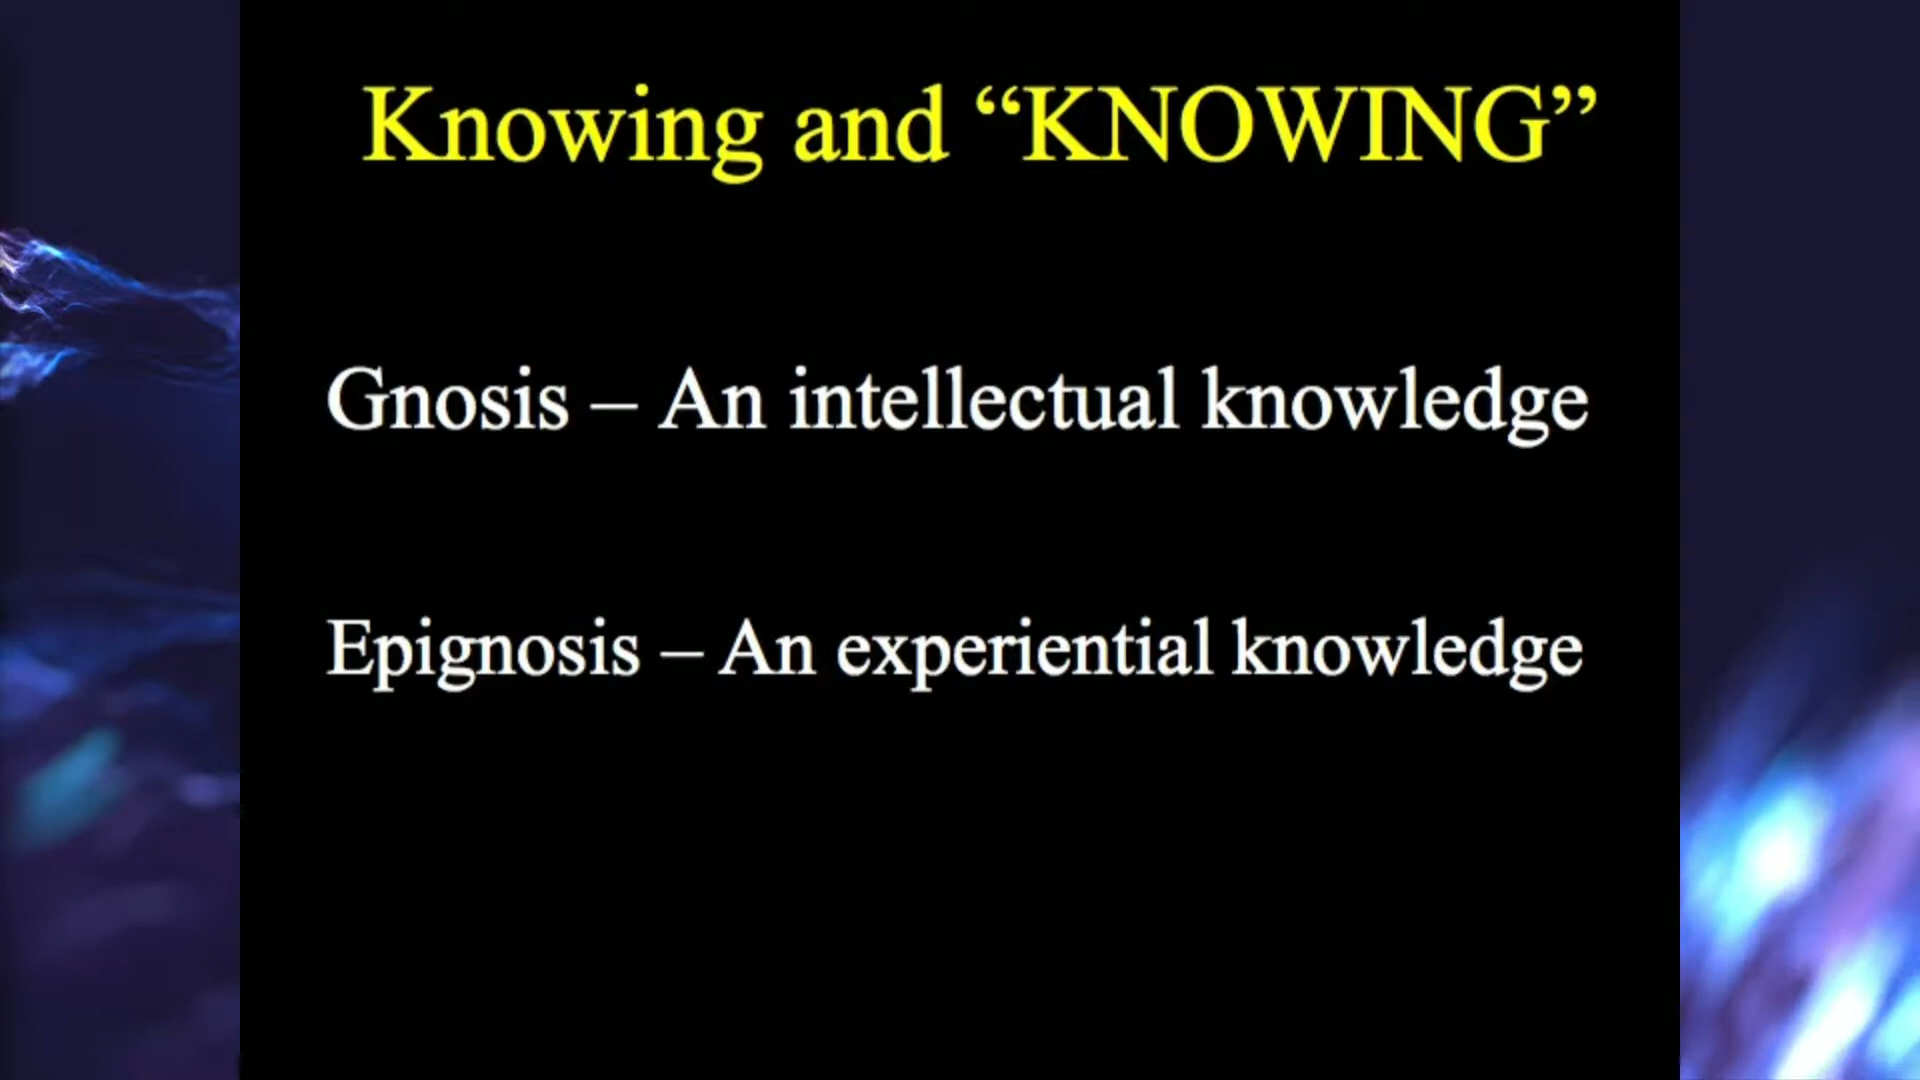 Knowing and “KNOWING”
Gnosis – An intellectual knowledge
Epignosis – An experiential knowledge